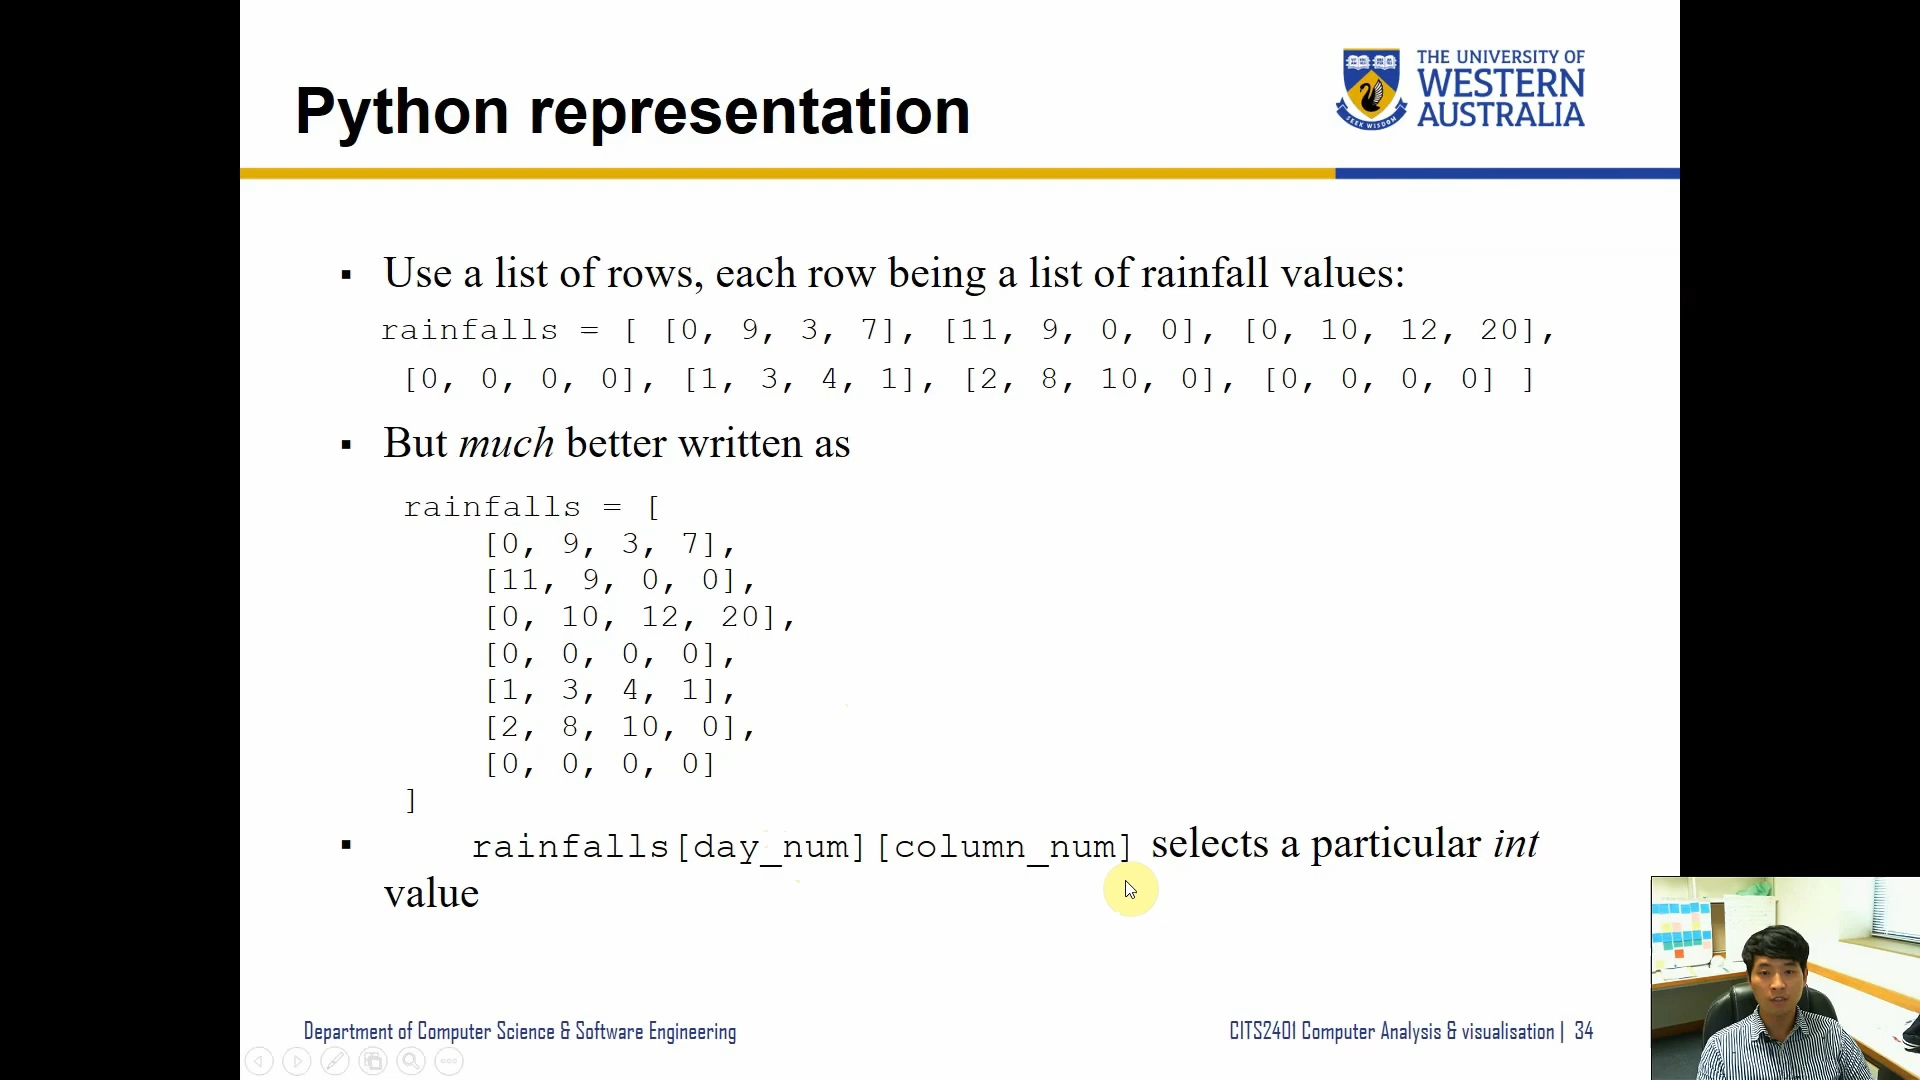 Python representation
THE UNIVERSITY OF
WESTERN
AUSTRALIA
SEEK WISDOM
▪ Use a list of rows, each row being a list of rainfall values:
rainfalls = [ [0, 9, 3, 7], [11, 9, 0, 0], [0, 10, 12, 20],
[0, 0, 0, 0], [1, 3, 4, 1], [2, 8, 10, 0], [0, 0, 0, 0] ]
▪ But much better written as
rainfalls = [
[0, 9, 3, 7],
[11, 9, 0, 0],
[0, 10, 12, 20],
[0, 0, 0, 0],
[1, 3, 4, 1],
[2, 8, 10, 0],
[0, 0, 0, 0]
]
▪ rainfalls[day_num][column_num] selects a particular int
value
Department of Computer Science & Software Engineering
CITS2401 Computer Analysis & visualisation | 34